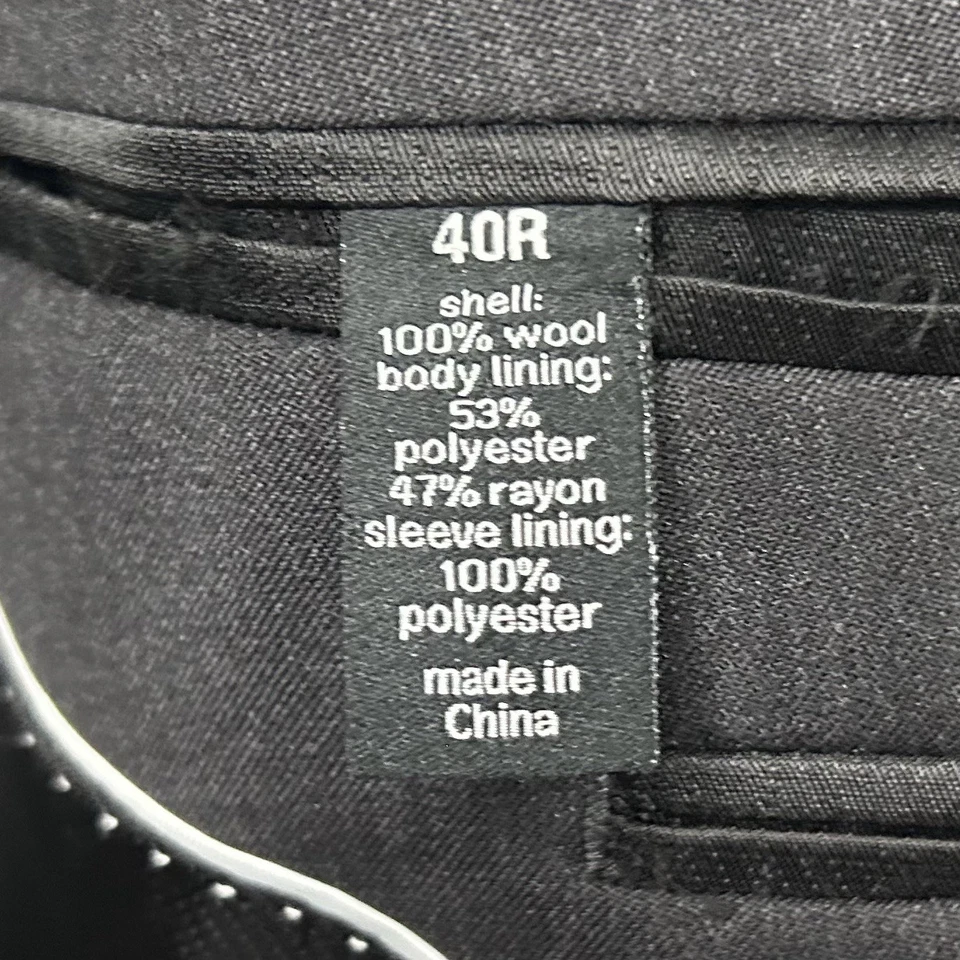 40R
shell:
100% wool
body lining:
53%
polyester
47% rayon
sleeve lining:
100%
polyester
made in
China